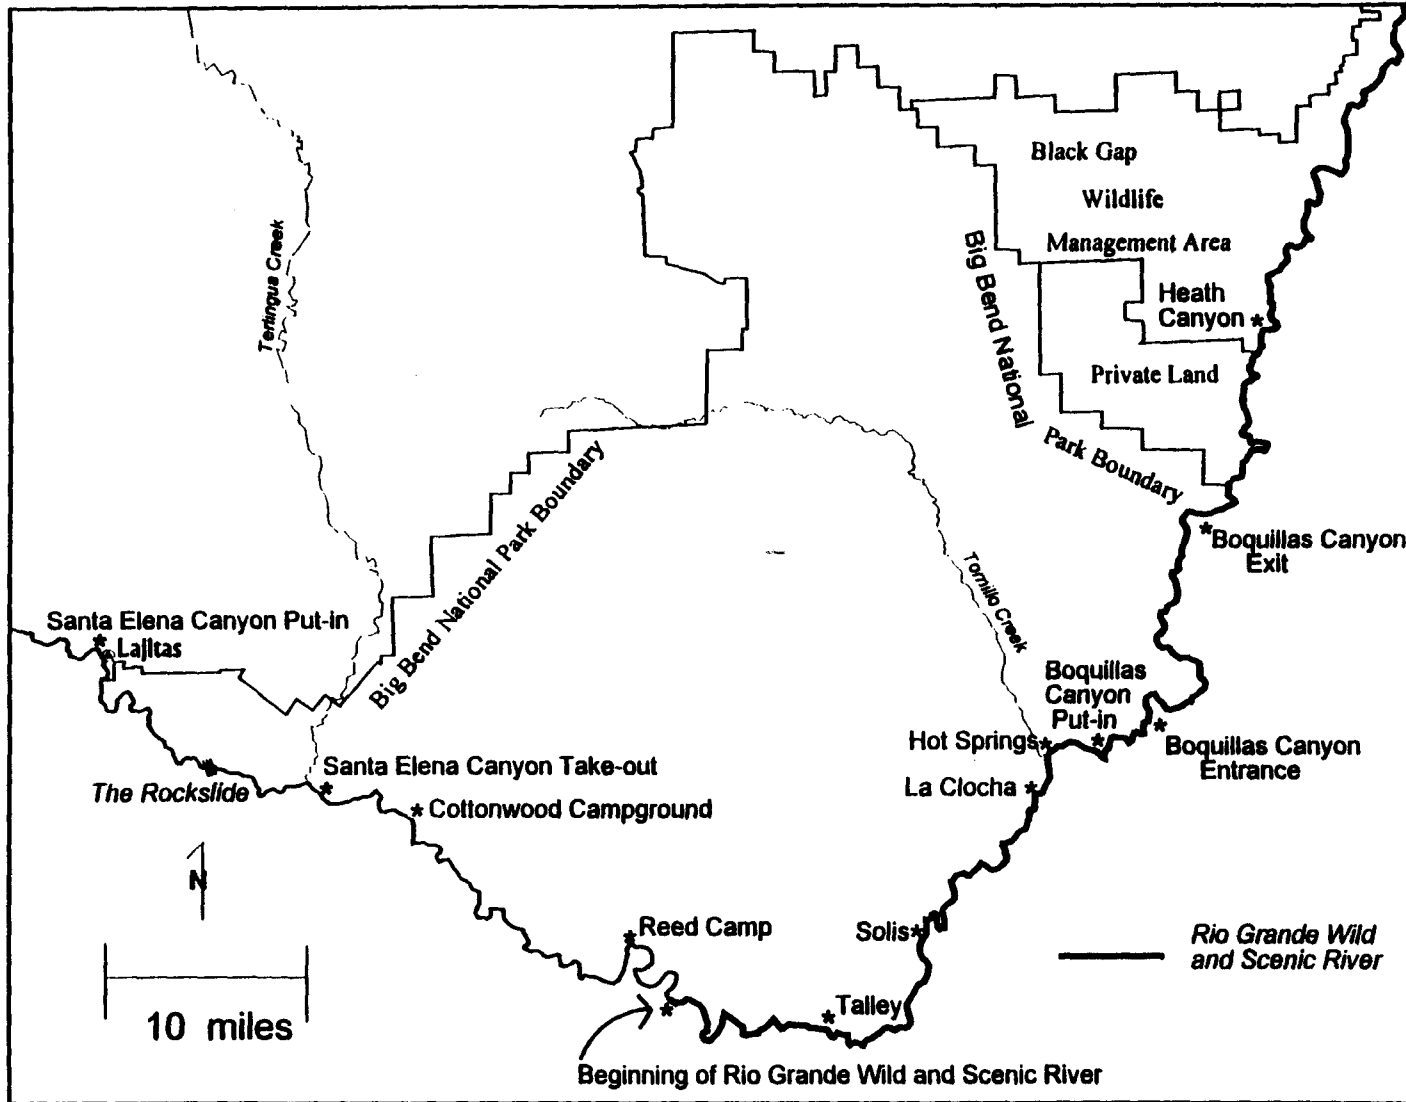 Black Gap
Wildlife
Management Area
Big Bend National
Park Boundary
Heath
Canyon
Private Land
Terlingua Creek
Big Bend National Park Boundary
Tornillo Creek
Boquillas Canyon
Exit
Santa Elena Canyon Put-in
Lajitas
Boquillas
Canyon
Put-in
Hot Springs
Boquillas Canyon
Entrance
La Clocha
The Rockslide
Santa Elena Canyon Take-out
Cottonwood Campground
N
Reed Camp
Solis
Rio Grande Wild
and Scenic River
10 miles
Talley
Beginning of Rio Grande Wild and Scenic River